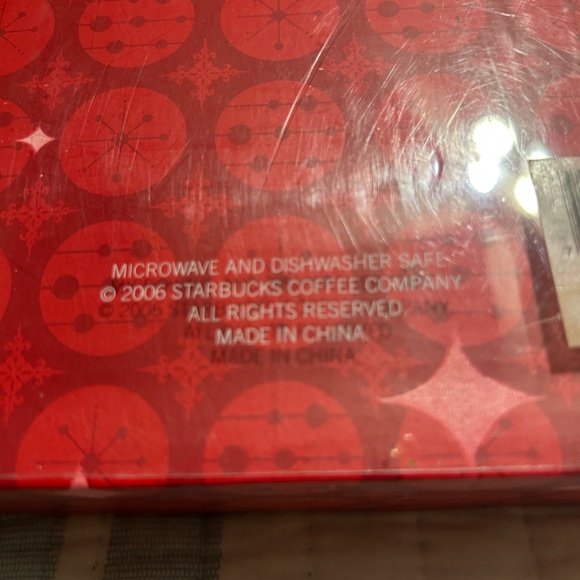 MICROWAVE AND DISHWASHER SAFE
© 2006 STARBUCKS COFFEE COMPANY
ALL RIGHTS RESERVED
MADE IN CHINA